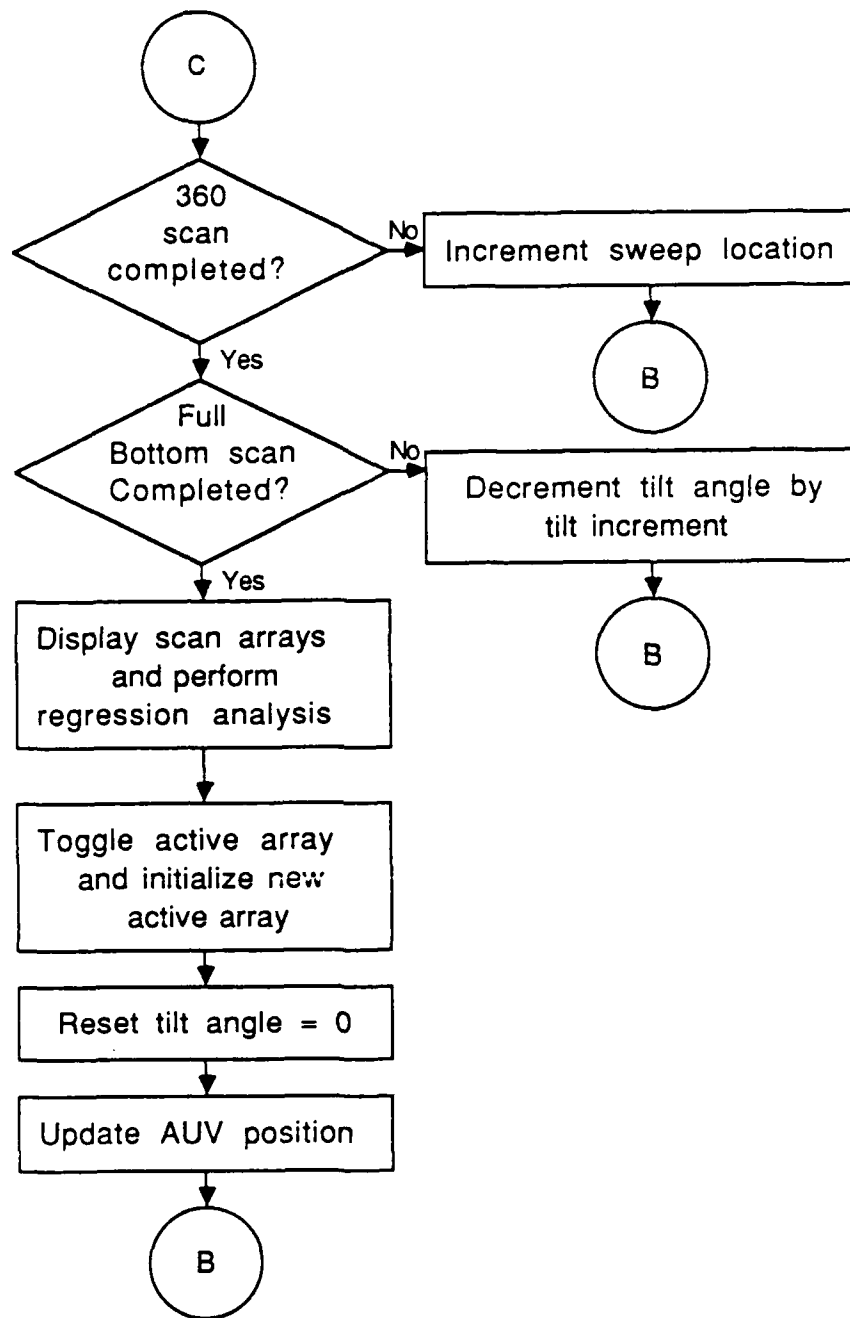 C
360
scan
completed?
No
Increment sweep location
B
Yes
Full
Bottom scan
Completed?
No
Decrement tilt angle by
tilt increment
B
Yes
Display scan arrays
and perform
regression analysis
Toggle active array
and initialize new
active array
Reset tilt angle = 0
Update AUV position
B